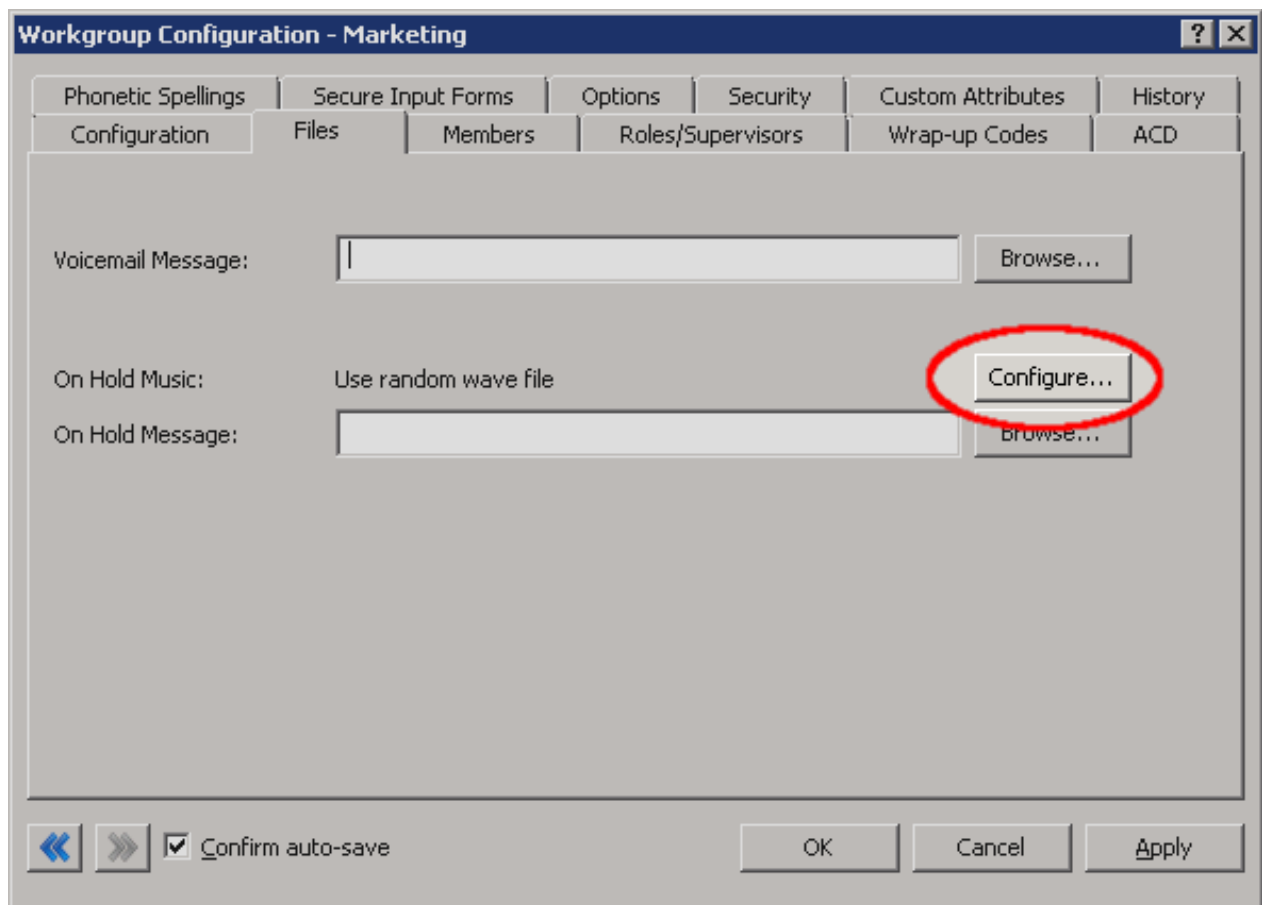 Workgroup Configuration - Marketing
Phonetic Spellings Secure Input Forms Options Security Custom Attributes History
Configuration Files Members Roles/Supervisors Wrap-up Codes ACD
Voicemail Message: Browse...
On Hold Music: Use random wave file Configure...
On Hold Message: Browse...
Confirm auto-save OK Cancel Apply